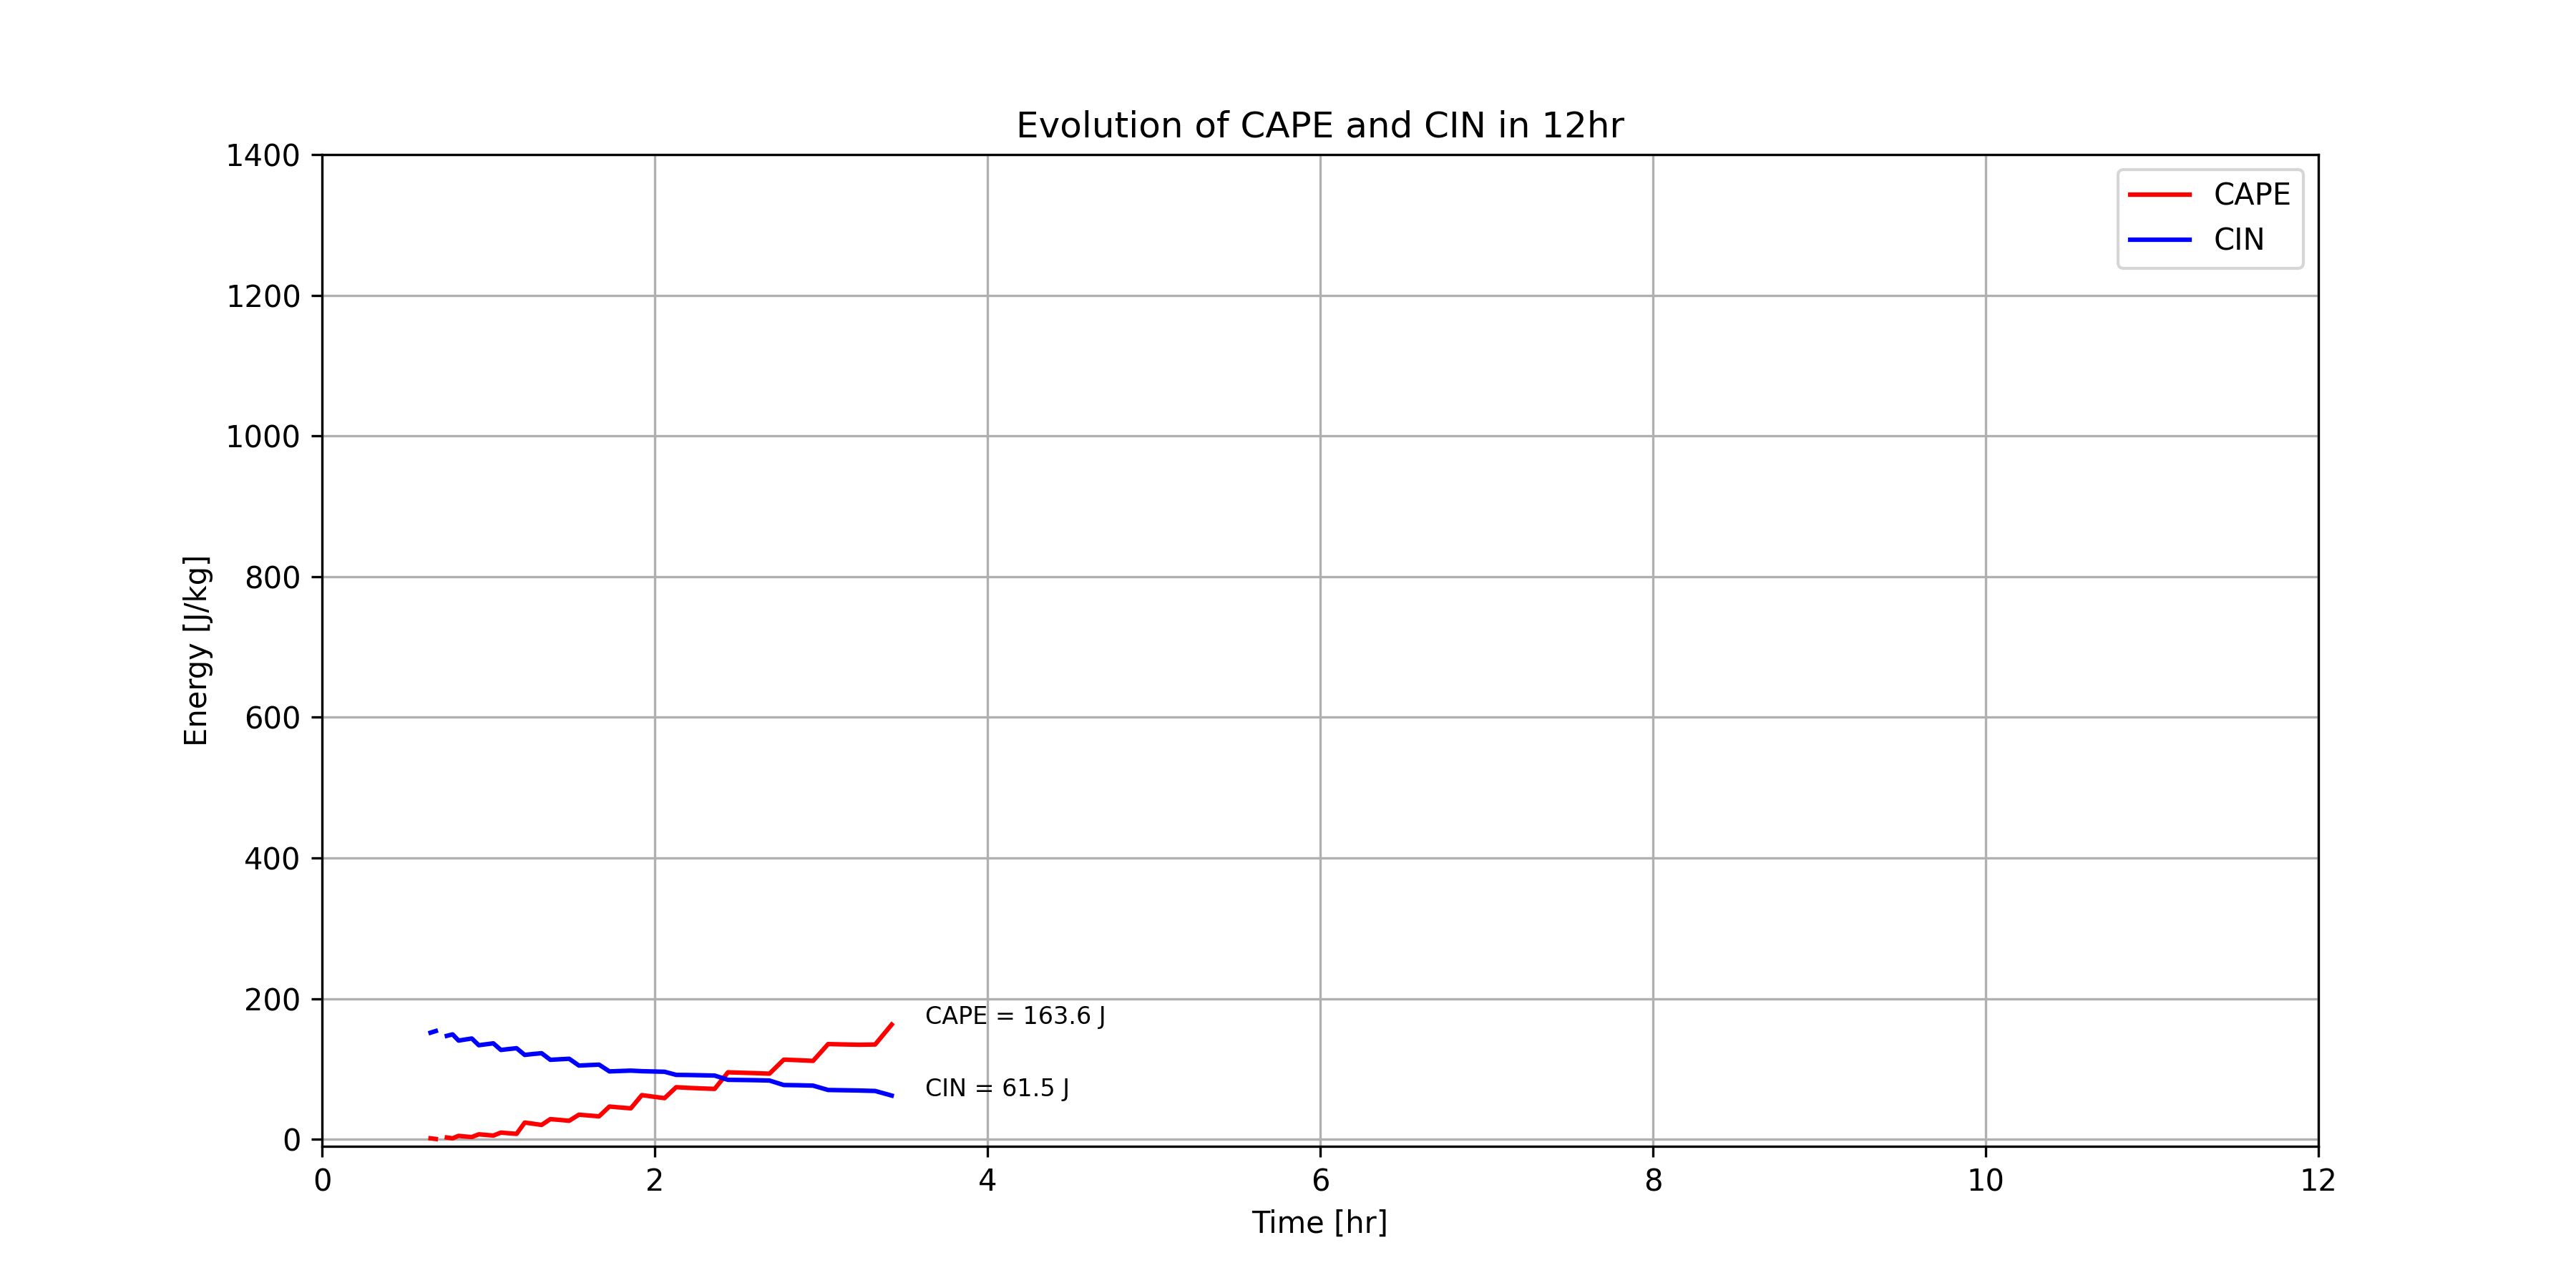 Evolution of CAPE and CIN in 12hr
1400
1200
1000
800
600
400
200
0
Energy [J/kg]
CAPE
CIN
CAPE = 163.6 J
CIN = 61.5 J
0 2 4 6 8 10 12
Time [hr]